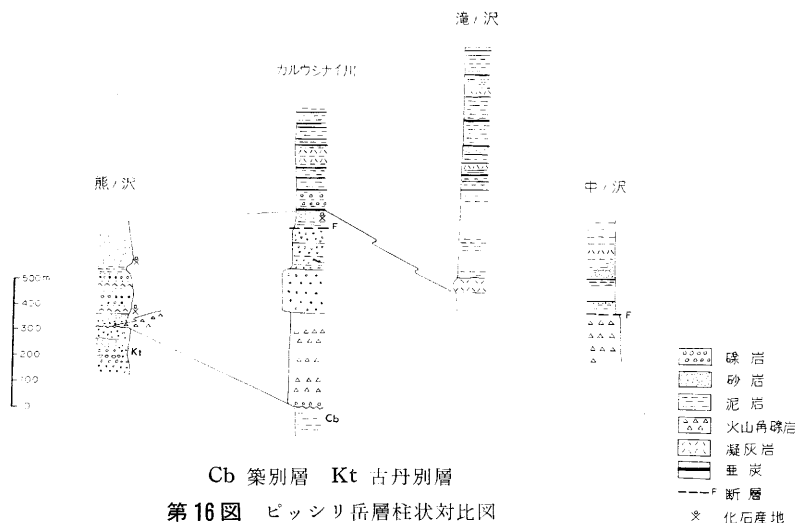 滝ノ沢
カルウシナイ川
熊ノ沢
中ノ沢
F
F
500m
400
300
200
100
0
Kt
Cb
礫岩
砂岩
泥岩
火山角礫岩
凝灰岩
亜炭
F 断層
化石産地
Cb 築別層 Kt 古丹別層
第16図 ピッシリ岳層柱状対比図